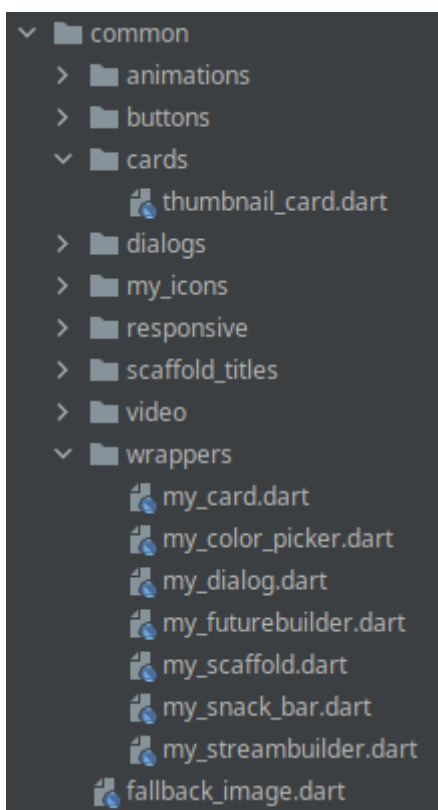 common
animations
buttons
cards
thumbnail_card.dart
dialogs
my_icons
responsive
scaffold_titles
video
wrappers
my_card.dart
my_color_picker.dart
my_dialog.dart
my_futurebuilder.dart
my_scaffold.dart
my_snack_bar.dart
my_streambuilder.dart
fallback_image.dart